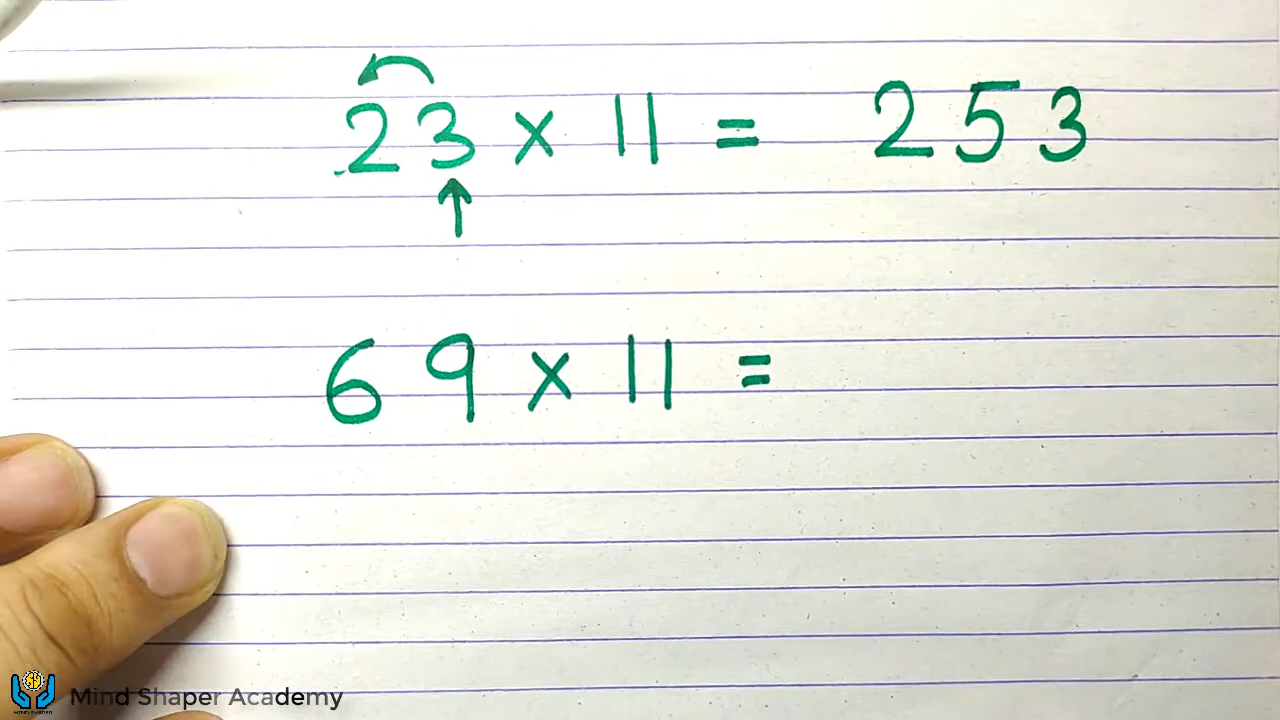 23 x 11 = 253
69 x 11 =
Mind Shaper Academy